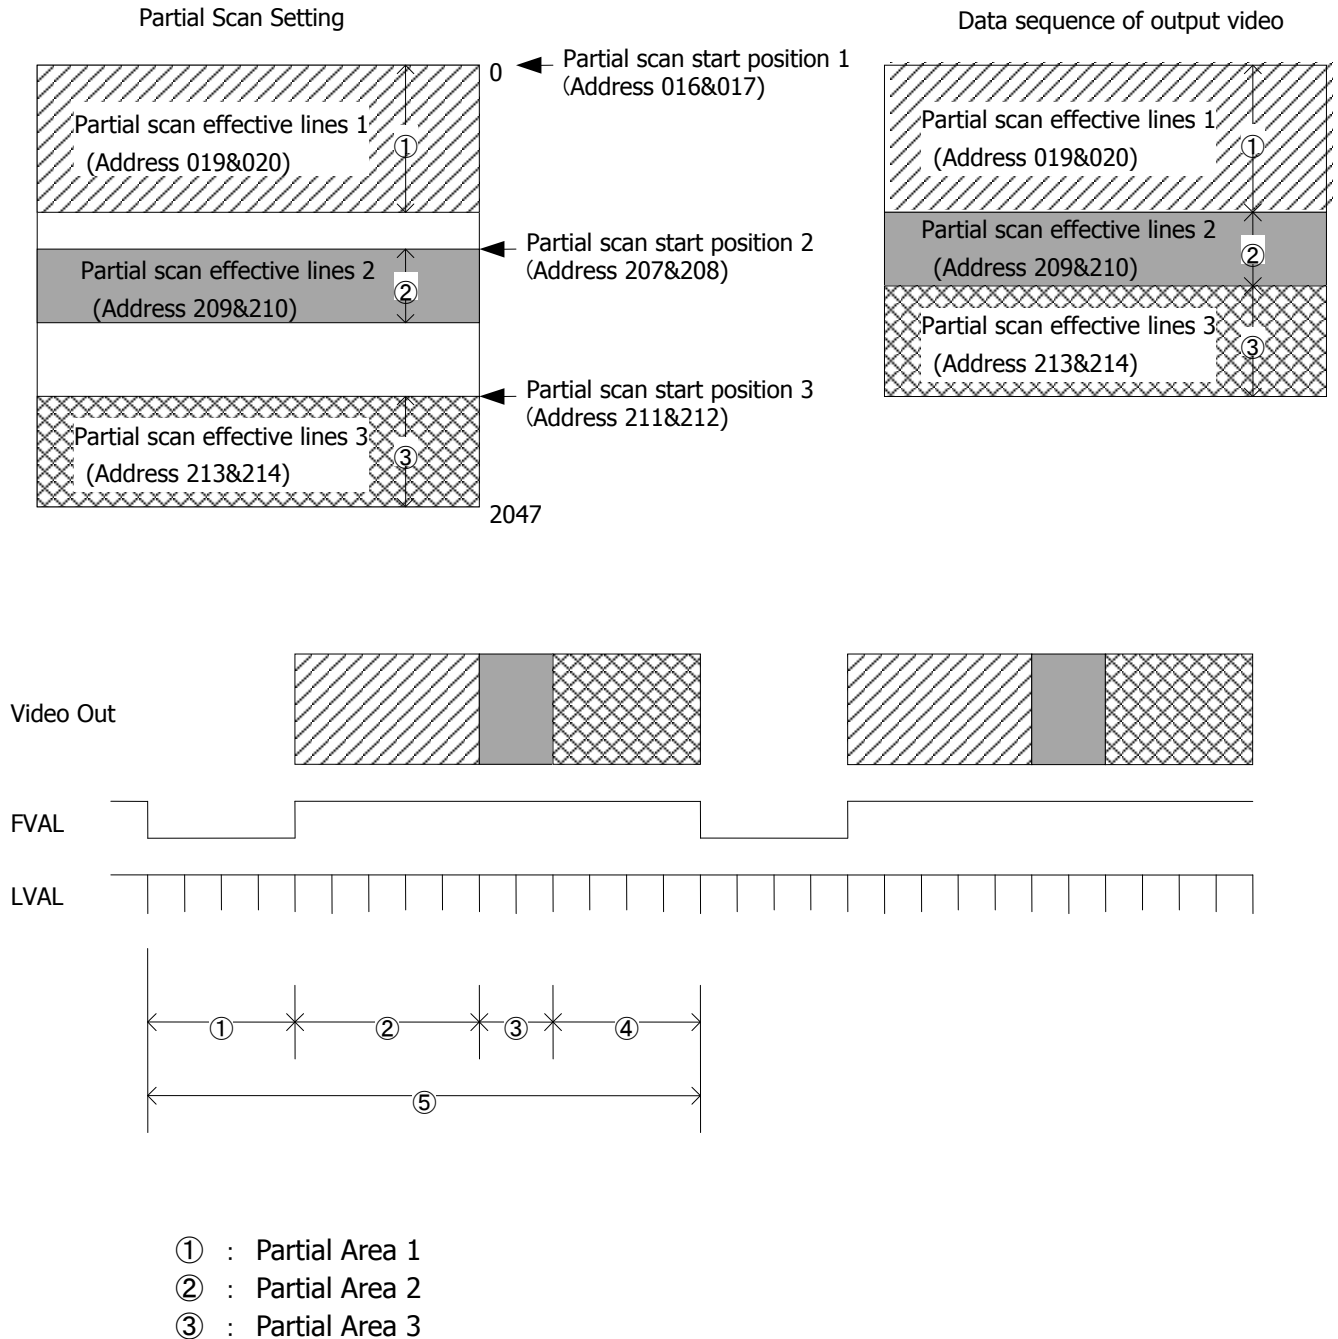 Partial Scan Setting
Data sequence of output video
0
Partial scan start position 1
(Address 016&017)
Partial scan effective lines 1
(Address 019&020)
①
Partial scan start position 2
(Address 207&208)
Partial scan effective lines 2
(Address 209&210)
②
Partial scan start position 3
(Address 211&212)
Partial scan effective lines 3
(Address 213&214)
③
2047
Partial scan effective lines 1
(Address 019&020)
①
Partial scan effective lines 2
(Address 209&210)
②
Partial scan effective lines 3
(Address 213&214)
③
Video Out
FVAL
LVAL
① ② ③ ④
⑤
① : Partial Area 1
② : Partial Area 2
③ : Partial Area 3